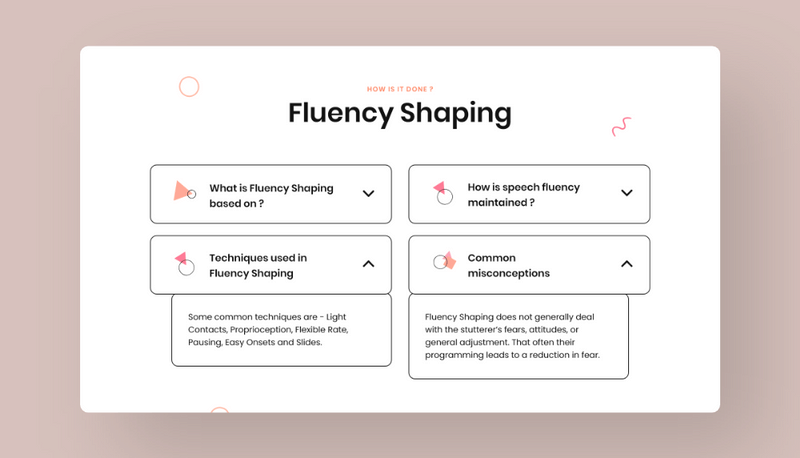 HOW IS IT DONE ?
Fluency Shaping
What is Fluency Shaping
based on ?
How is speech fluency
maintained ?
Techniques used in
Fluency Shaping
Some common techniques are - Light
Contacts, Proprioception, Flexible Rate,
Pausing, Easy Onsets and Slides.
Common
misconceptions
Fluency Shaping does not generally deal
with the stutterer's fears, attitudes, or
general adjustment. That often their
programming leads to a reduction in fear.